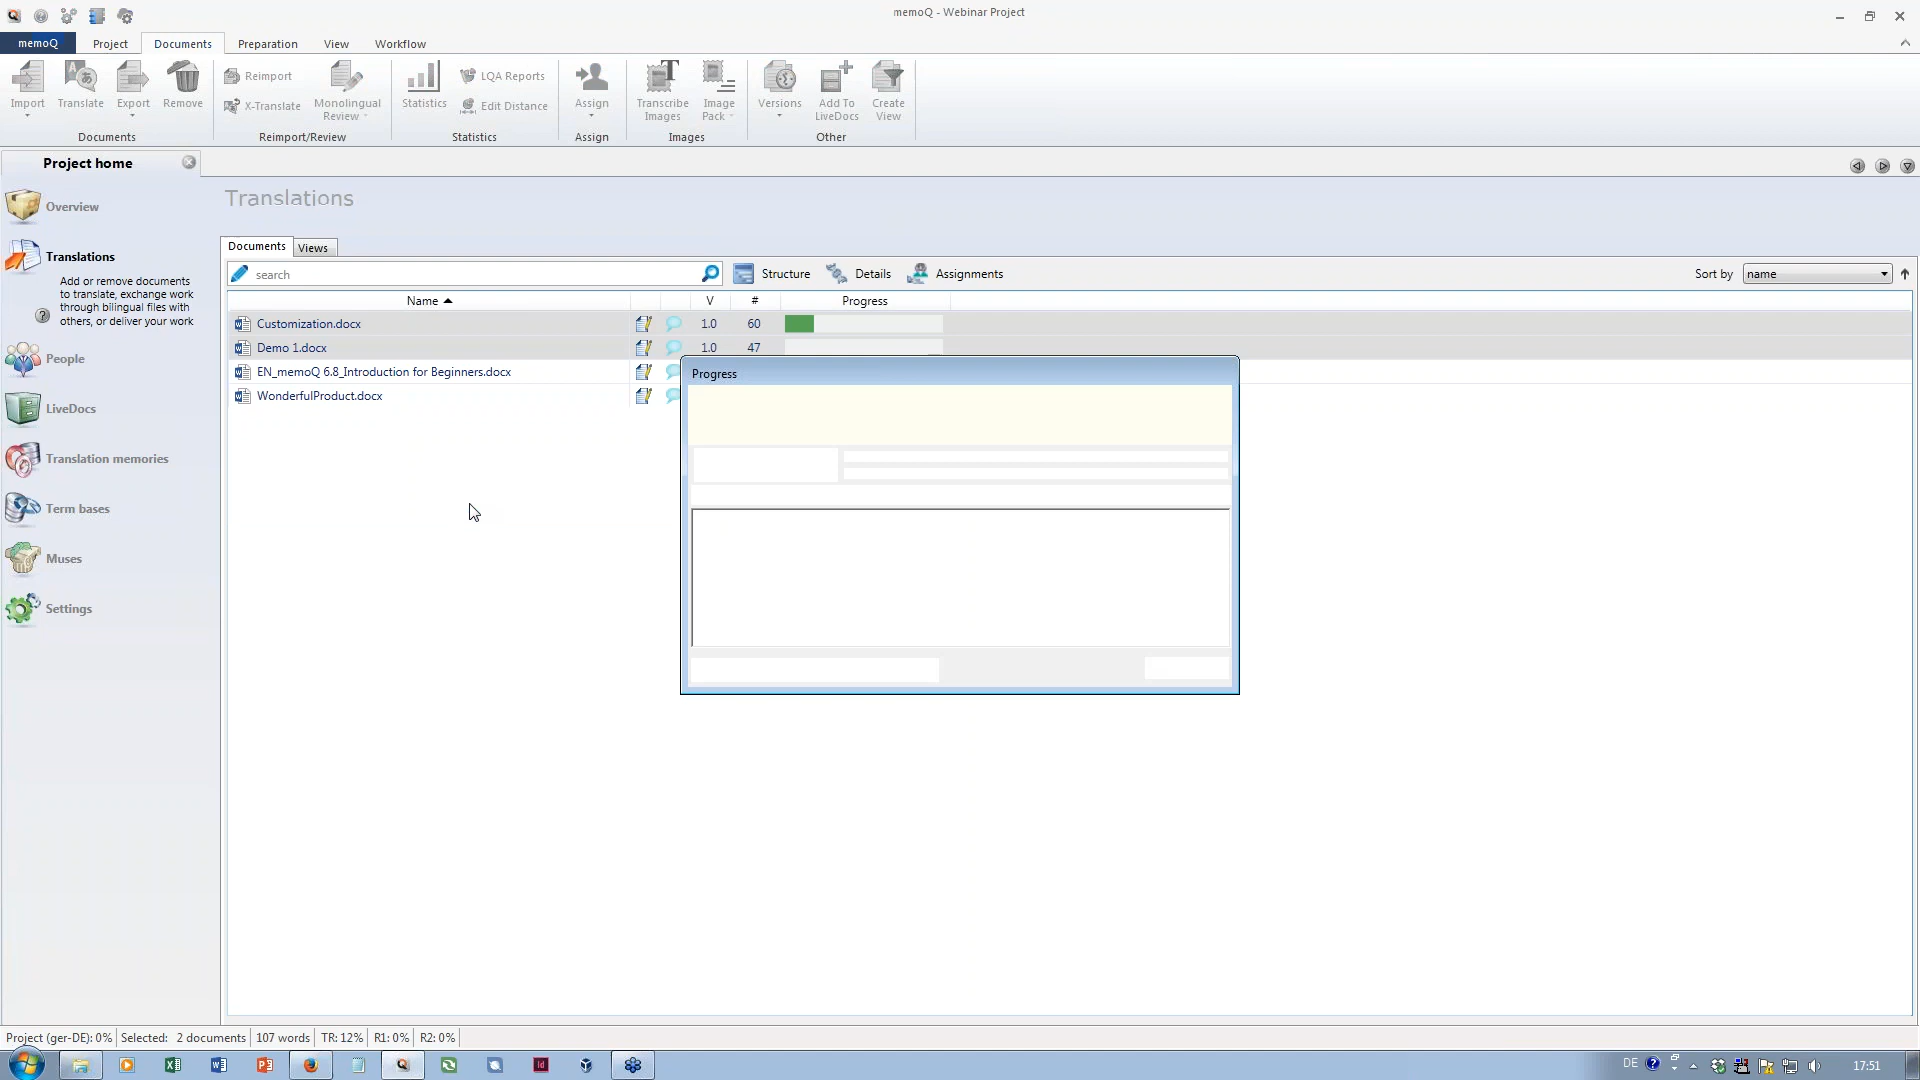 memoQ - Webinar Project
memoQ Project Documents Preparation View Workflow
Import Translate Export Remove
Documents
Reimport
X-Translate
Monolingual
Review
Reimport/Review
Statistics
LQA Reports
Edit Distance
Statistics
Assign
Assign
Transcribe
Images
Image
Pack
Images
Versions
Add To
LiveDocs
Create
View
Other
Project home
Overview
Translations
Add or remove documents
to translate, exchange work
through bilingual files with
others, or deliver your work
People
LiveDocs
Translation memories
Term bases
Muses
Settings
Translations
Documents Views
search Structure Details Assignments Sort by name
Name V # Progress
Customization.docx 1.0 60
Demo 1.docx 1.0 47
EN_memoQ 6.8_Introduction for Beginners.docx
WonderfulProduct.docx
Progress
Project (ger-DE): 0% Selected: 2 documents 107 words TR: 12% R1: 0% R2: 0%
DE 17:51